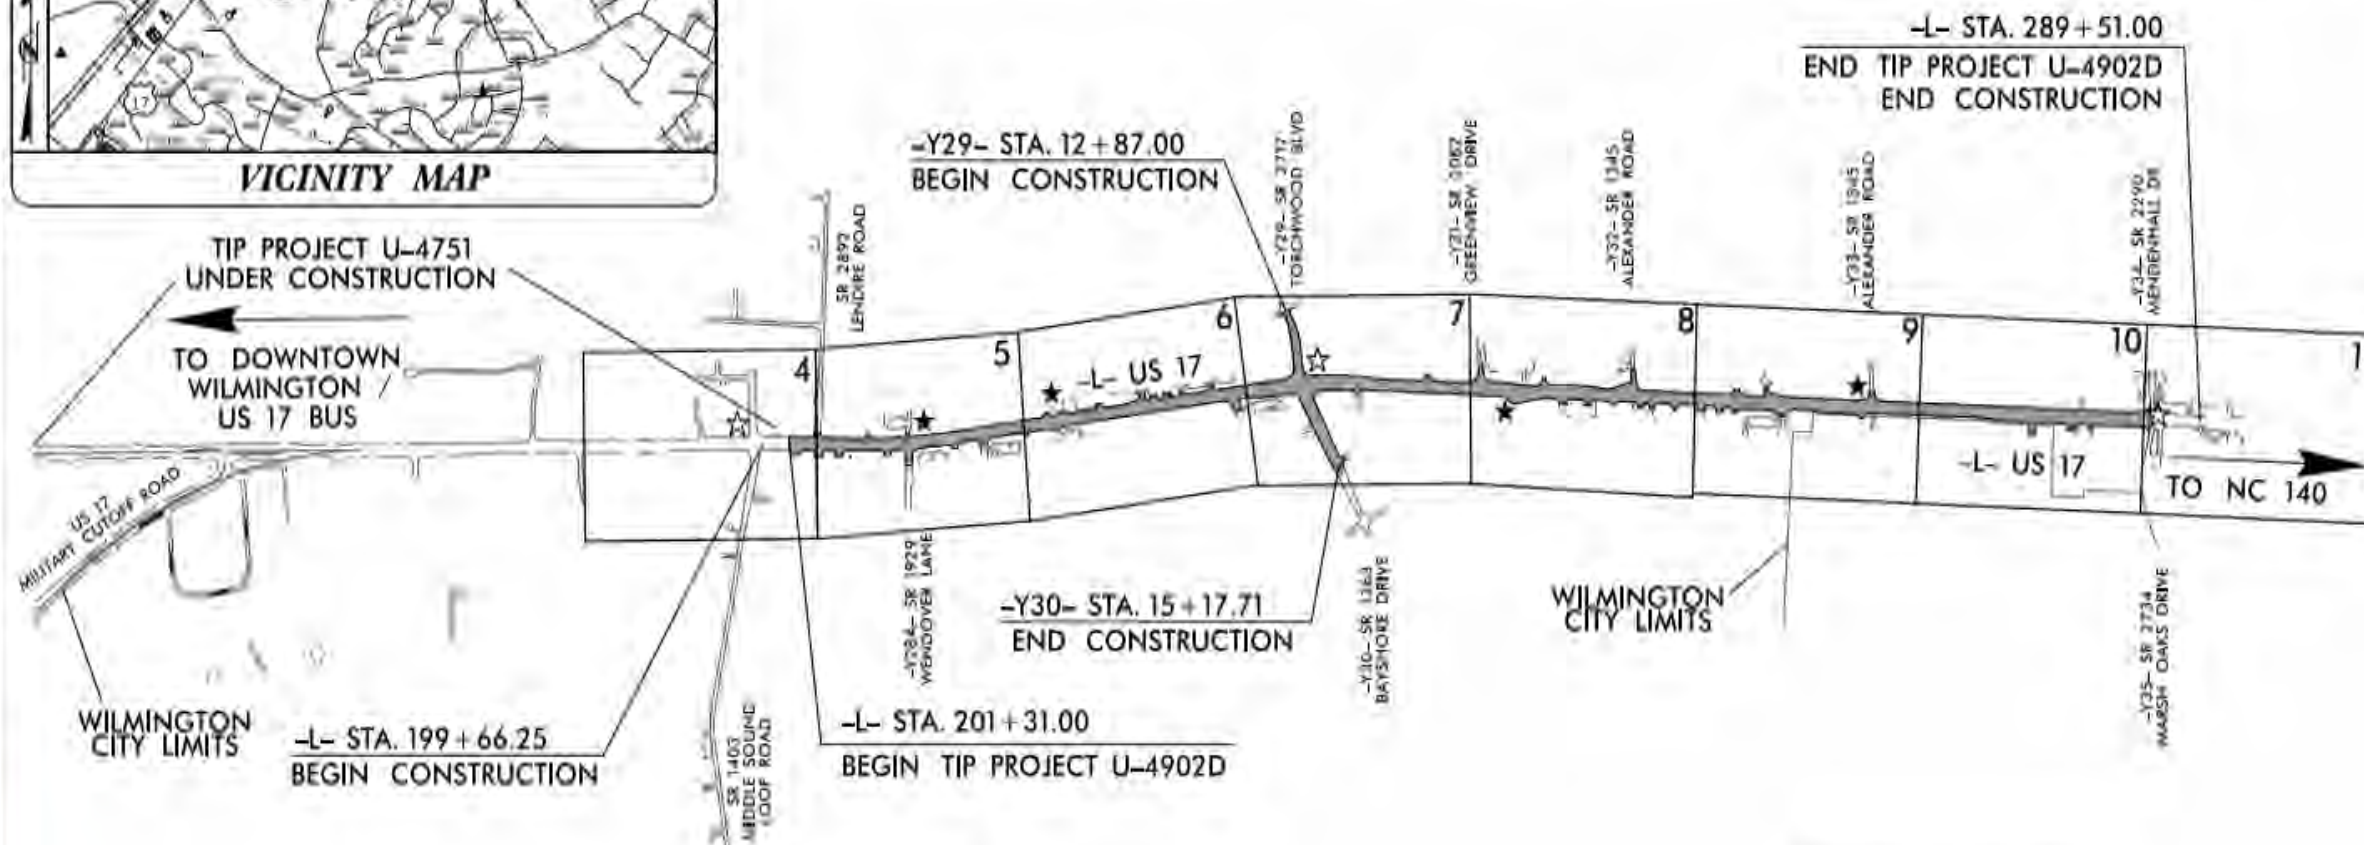 17
VICINITY MAP
-L- STA. 289+51.00
END TIP PROJECT U-4902D
END CONSTRUCTION
-Y29- STA. 12+87.00
BEGIN CONSTRUCTION
-Y29- SR 2717
TORCHWOOD BLVD
GREENVIEW DRIVE
-Y32- SR 1345
ALEXANDER ROAD
-Y33- SR 1345
ALEXANDER ROAD
-Y34- SR 2290
MENDENHALL DR
TIP PROJECT U-4751
UNDER CONSTRUCTION
SR 2892
LENDIRE ROAD
TO DOWNTOWN
WILMINGTON /
US 17 BUS
4
5
6
7
8
9
10
1
-L- US 17
-L- US 17
TO NC 140
US 17
MILITARY CUTOFF ROAD
SR 1929
WENDOVER LANE
-Y30- STA. 15+17.71
END CONSTRUCTION
-Y30- SR 1363
BAYSHORE DRIVE
WILMINGTON
CITY LIMITS
-Y35- SR 2734
MARSH OAKS DRIVE
WILMINGTON
CITY LIMITS
-L- STA. 199+66.25
BEGIN CONSTRUCTION
SR 1403
MIDDLE SOUND
LOOP ROAD
-L- STA. 201+31.00
BEGIN TIP PROJECT U-4902D